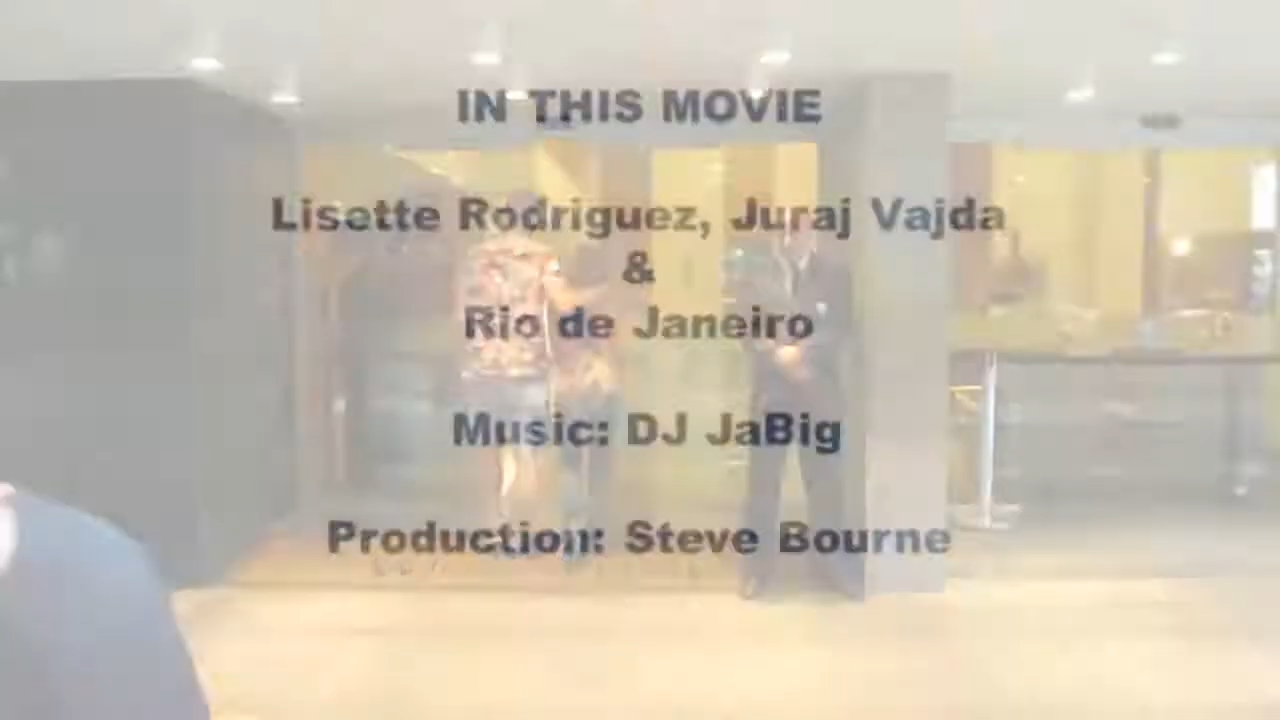 IN THIS MOVIE
Lisette Rodriguez, Juraj Vajda
&
Rio de Janeiro
Music: DJ JaBig
Production: Steve Bourne